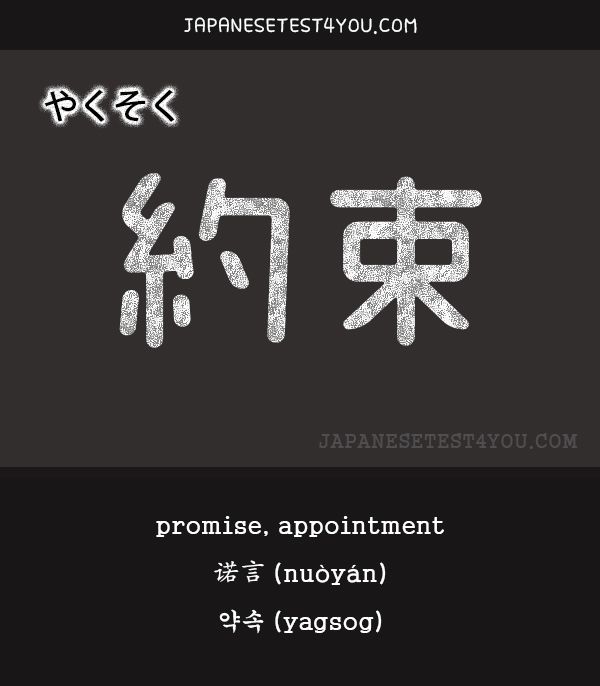 JAPANESETEST4YOU.COM
やくそく
約束
JAPANESETEST4YOU.COM
promise, appointment
诺言 (nuòyán)
약속 (yagsog)